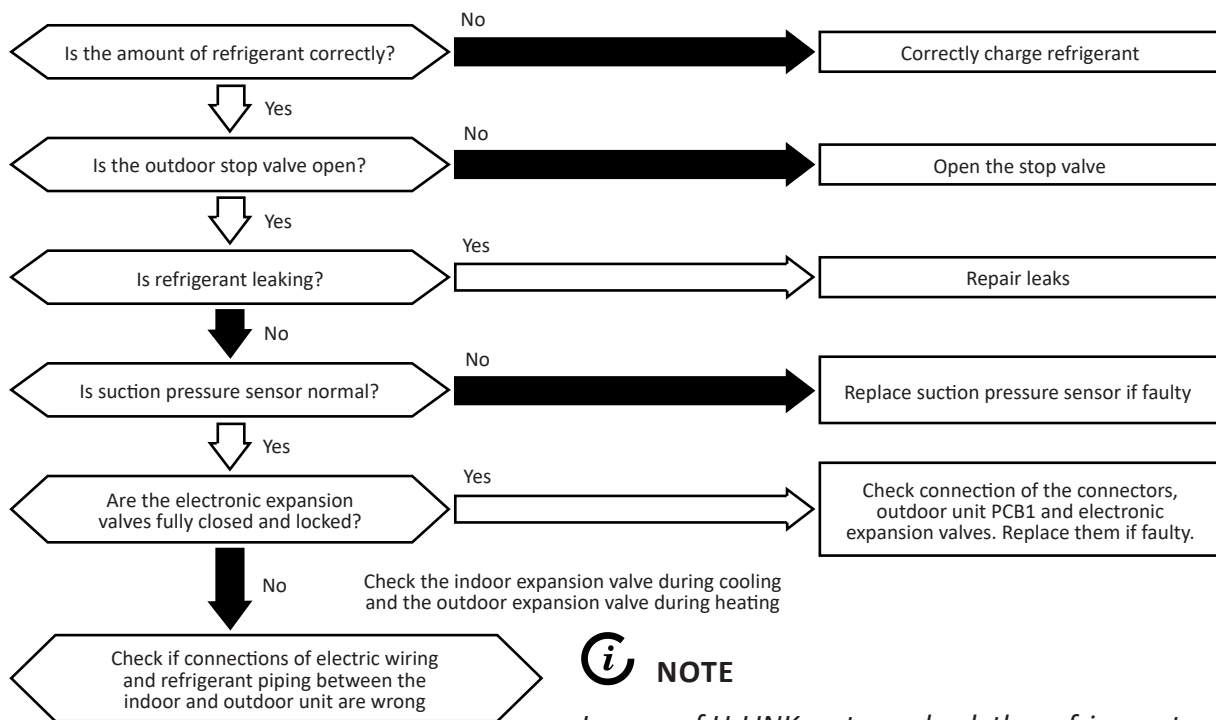 No
Is the amount of refrigerant correctly?
Correctly charge refrigerant
Yes
No
Is the outdoor stop valve open?
Open the stop valve
Yes
Yes
Is refrigerant leaking?
Repair leaks
No
No
Is suction pressure sensor normal?
Replace suction pressure sensor if faulty
Yes
Yes
Are the electronic expansion
valves fully closed and locked?
Check connection of the connectors,
outdoor unit PCB1 and electronic
expansion valves. Replace them if faulty.
No
Check the indoor expansion valve during cooling
and the outdoor expansion valve during heating
Check if connections of electric wiring
and refrigerant piping between the
indoor and outdoor unit are wrong
i NOTE